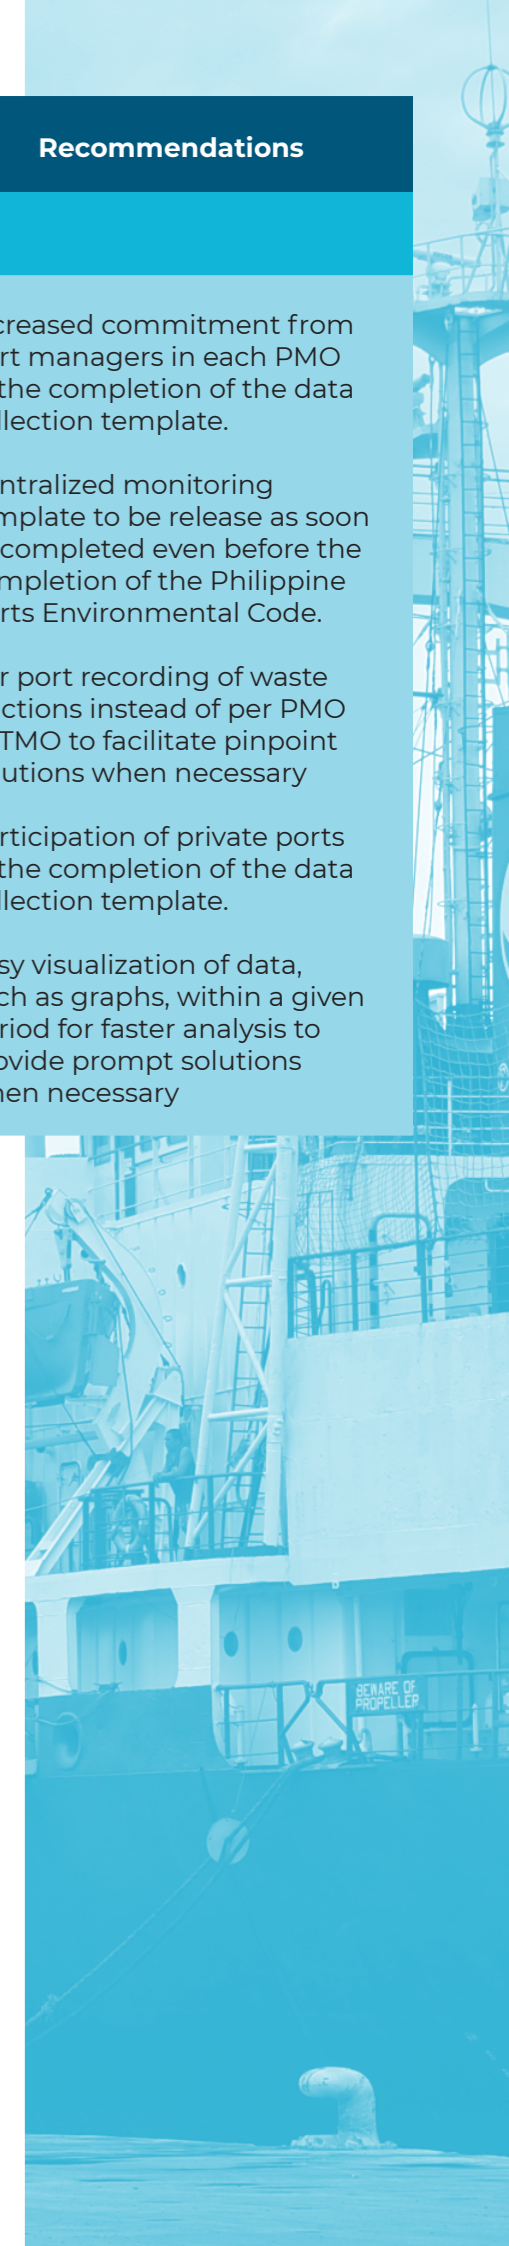 Recommendations
creased commitment from
rt managers in each PMO
the completion of the data
llection template.
ntralized monitoring
mplate to be release as soon
completed even before the
mpletion of the Philippine
rts Environmental Code.
r port recording of waste
ctions instead of per PMO
TMO to facilitate pinpoint
utions when necessary
rticipation of private ports
the completion of the data
llection template.
sy visualization of data,
ch as graphs, within a given
riod for faster analysis to
ovide prompt solutions
hen necessary
BEWARE OF
PROPELLER